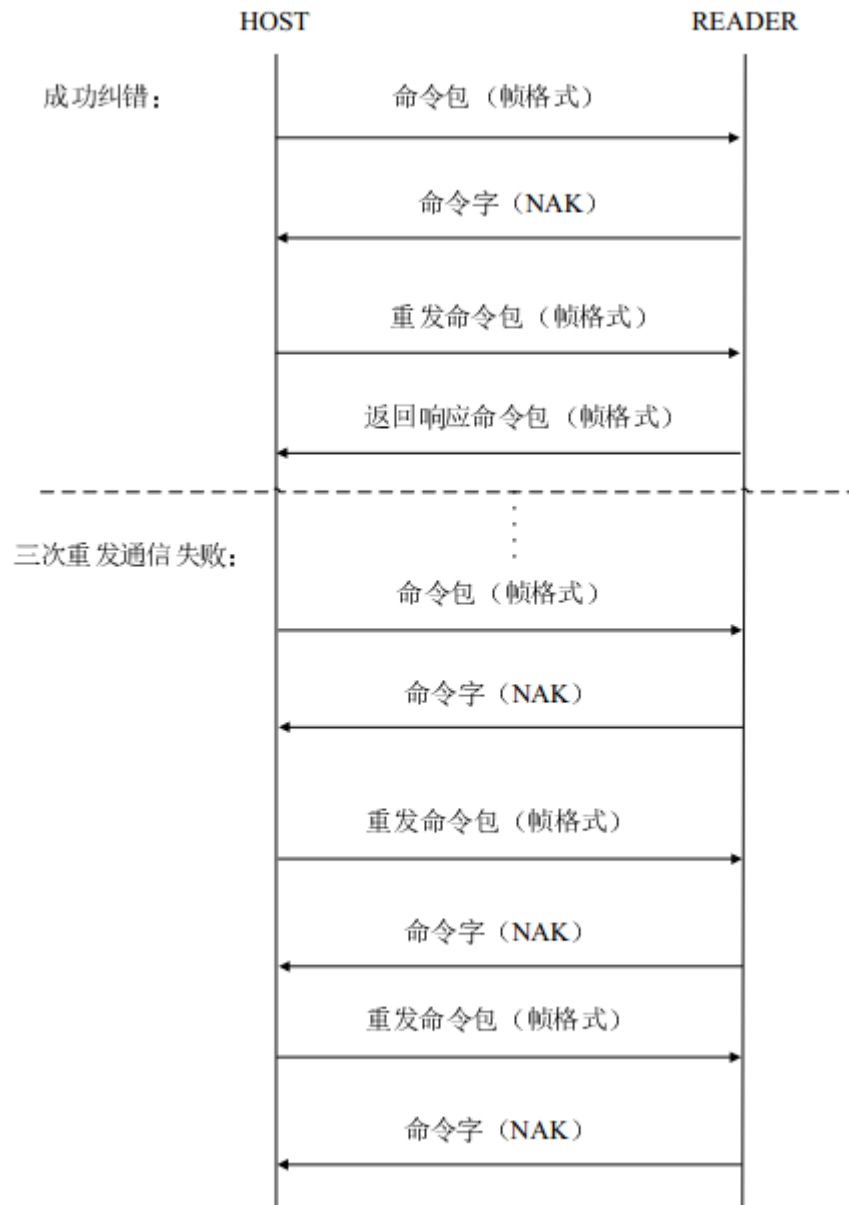 HOST READER
成功纠错：
命令包（帧格式）
命令字（NAK）
重发命令包（帧格式）
返回响应命令包（帧格式）
三次重发通信失败：
命令包（帧格式）
命令字（NAK）
重发命令包（帧格式）
命令字（NAK）
重发命令包（帧格式）
命令字（NAK）